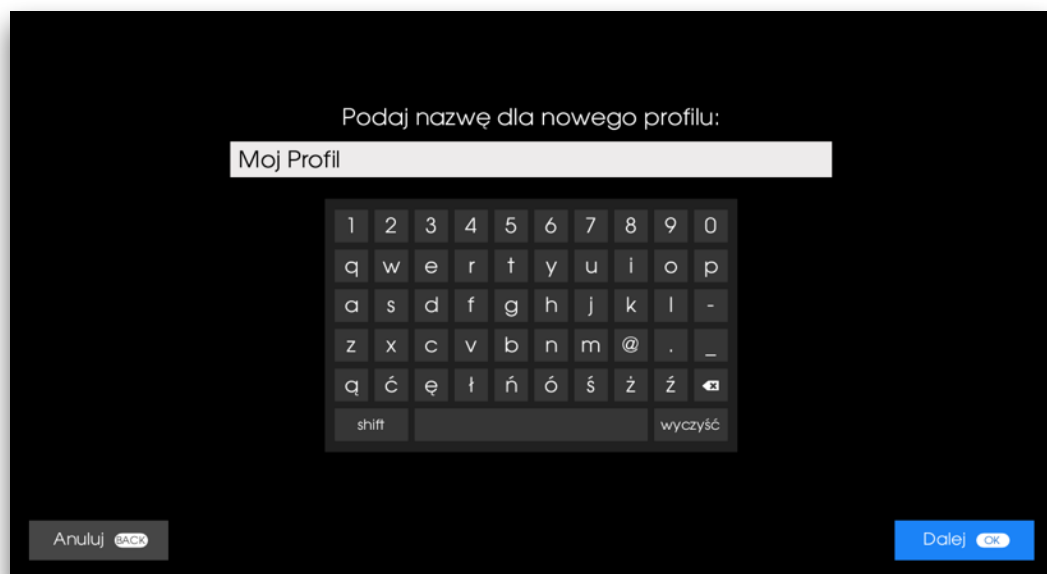 Podaj nazwę dla nowego profilu:
Moj Profil
1 2 3 4 5 6 7 8 9 0
q w e r t y u i o p
a s d f g h j k l -
z x c v b n m @ . _
ą ć ę ł ń ó ś ż ź
shift wyczyść
Anuluj BACK Dalej OK